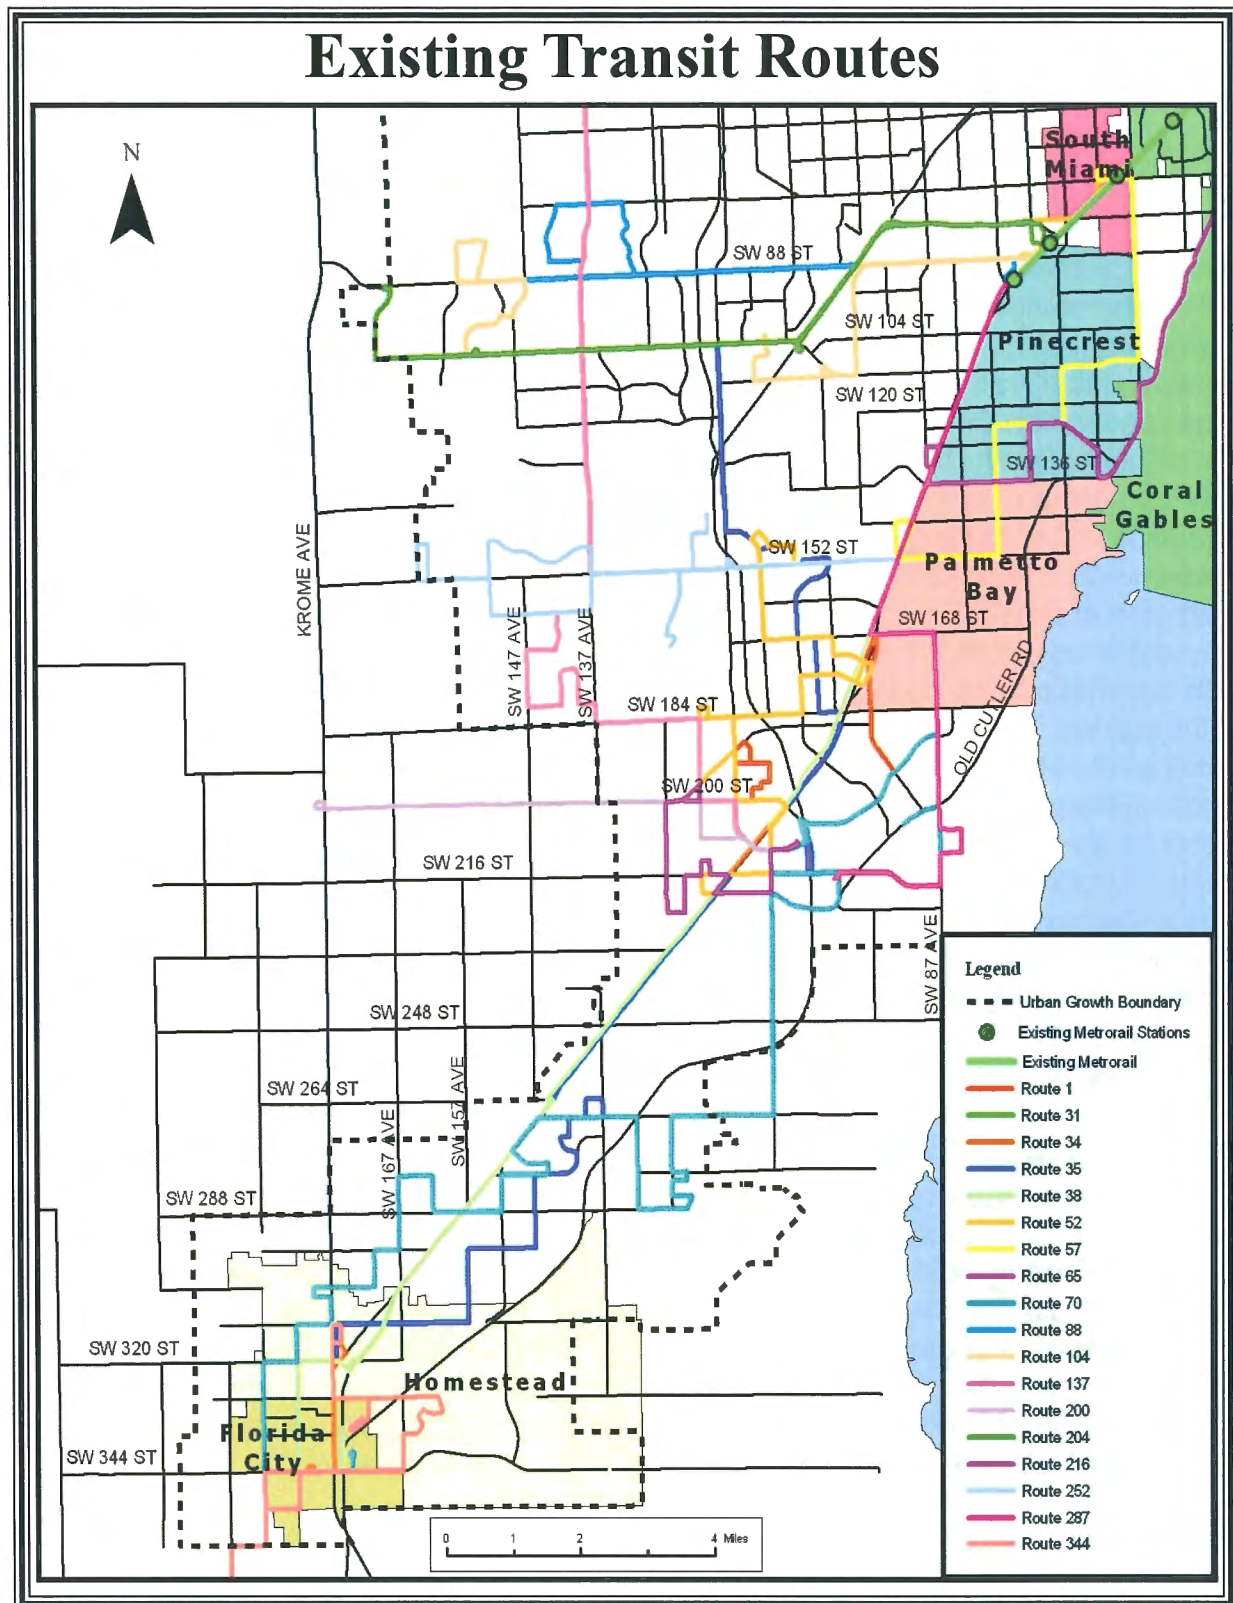 Existing Transit Routes
N
South
Miami
SW 88 ST
SW 104 ST
Pinecrest
SW 120 ST
SW 136 ST
Coral
Gables
KROME AVE
SW 152 ST
Palmetto
Bay
SW 168 ST
SW 147 AVE
SW 137 AVE
OLD CUTLER RD
SW 184 ST
SW 200 ST
SW 216 ST
SW 87 AVE
SW 248 ST
SW 264 ST
SW 157 AVE
SW 167 AVE
SW 288 ST
SW 320 ST
Homestead
Florida
City
SW 344 ST
0 1 2 4 Miles
Legend
Urban Growth Boundary
Existing Metrorail Stations
Existing Metrorail
Route 1
Route 31
Route 34
Route 35
Route 38
Route 52
Route 57
Route 65
Route 70
Route 88
Route 104
Route 137
Route 200
Route 204
Route 216
Route 252
Route 287
Route 344